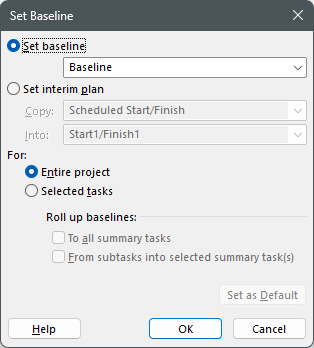 Set Baseline
Set baseline
Baseline
Set interim plan
Copy: Scheduled Start/Finish
Into: Start1/Finish1
For:
Entire project
Selected tasks
Roll up baselines:
To all summary tasks
From subtasks into selected summary task(s)
Set as Default
Help OK Cancel